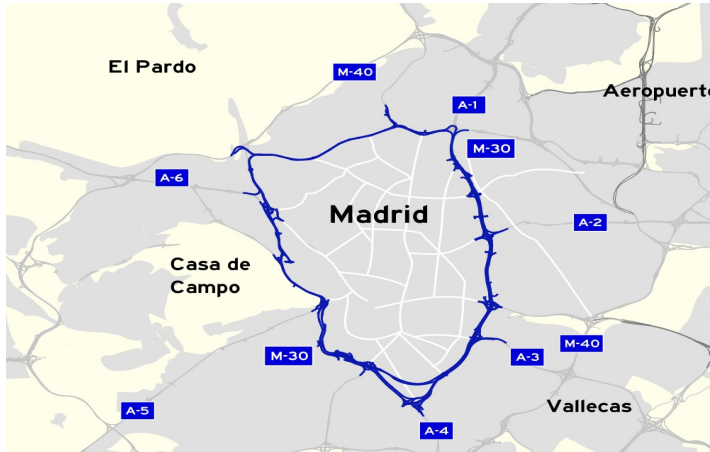 El Pardo
M-40
Aeropuerto
A-1
M-30
A-6
Madrid
A-2
Casa de
Campo
M-30
M-40
A-3
A-5
Vallecas
A-4